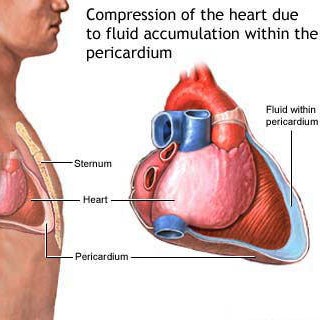 Compression of the heart due
to fluid accumulation within the
pericardium
Fluid within
pericardium
Sternum
Heart
Pericardium